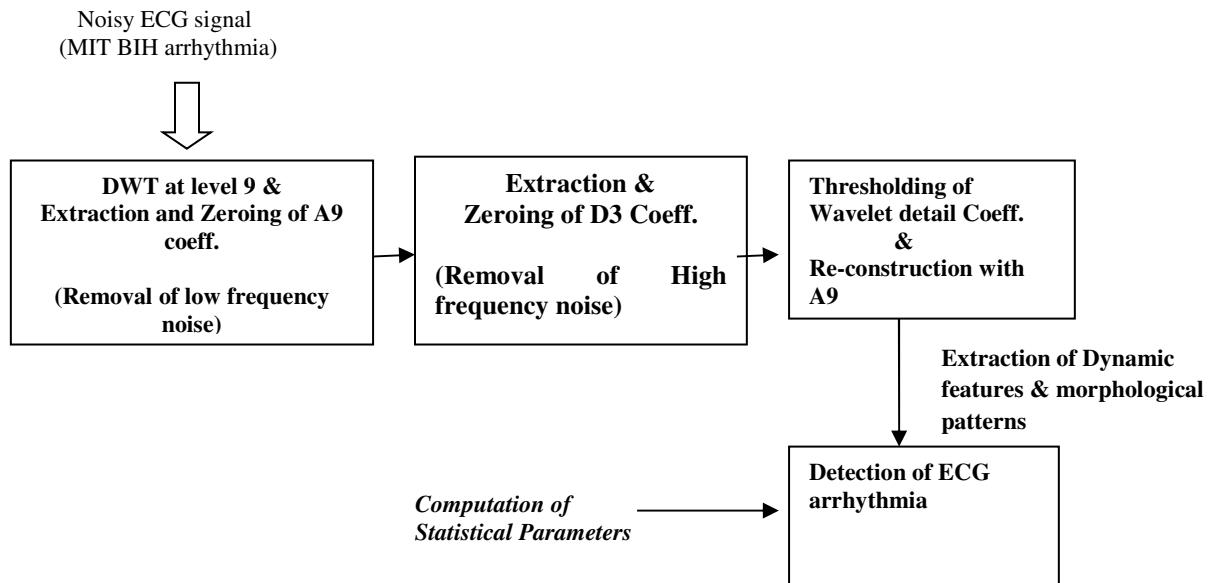 Noisy ECG signal
(MIT BIH arrhythmia)
DWT at level 9 &
Extraction and Zeroing of A9
coeff.
(Removal of low frequency
noise)
Extraction &
Zeroing of D3 Coeff.
(Removal of High
frequency noise)
Thresholding of
Wavelet detail Coeff.
&
Re-construction with
A9
Extraction of Dynamic
features & morphological
patterns
Detection of ECG
arrhythmia
Computation of
Statistical Parameters